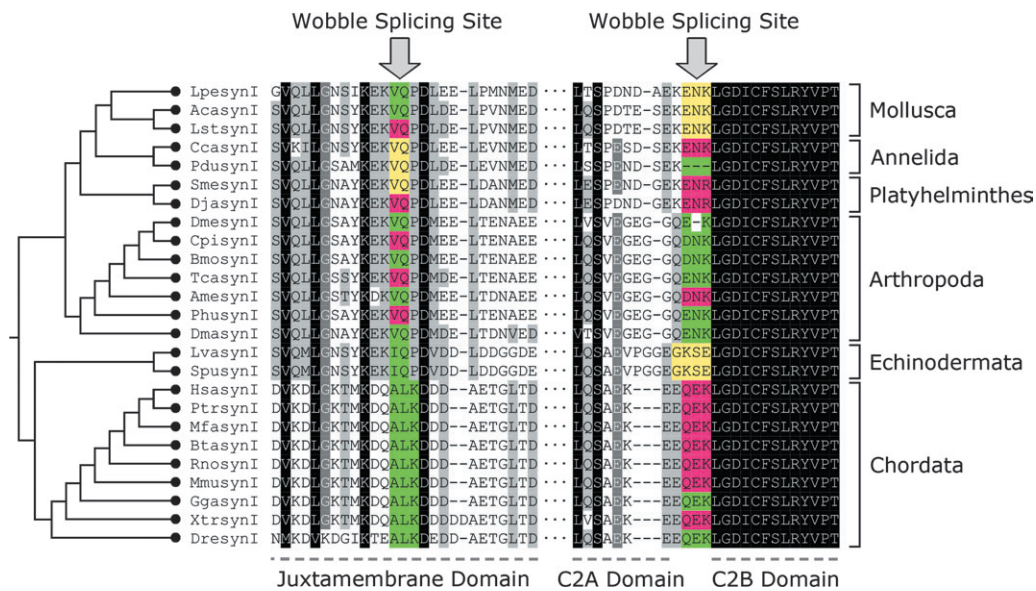 Wobble Splicing Site Wobble Splicing Site
LpesynI GVQLLGNSIKEKVQPDLEE-LPMNMED ··· LTSPDND-AEKENKLGDICFSLRYVPT
AcasynI SVQLLGNSYKEKVQPDLDE-LPVNMED ··· LQSPDTE-SEKENKLGDICFSLRYVPT
LstsynI SVQLLGNSYKEKVQPDLDE-LPVNMED ··· LQSPDTE-SEKENKLGDICFSLRYVPT
Mollusca
CcasynI SVKILGNSYKEKVQPDLEE-LEVNMED ··· LTSPESD-SEKENKLGDICFSLRYVPT
PdusynI SVQLLGNSYKEKVQPDLEE-LEVNMED ··· LSSPEND-SEK---LGDICFSLRYVPT
Annelida
SmesynI SVQLLGNAYKEKVQPDLEE-LDANMED ··· LESPEND-GEKENRLGDICFSLRYVPT
DjasynI SVQLLGNAYKEKVQPDLEE-LDANMED ··· LESPDND-GEKENRLGDICFSLRYVPT
Platyhelminthes
DmesynI SVQLLGSAYKEKVQPDMEE-LTENAEE ··· LVSVEGEG-GQE-KLGDICFSLRYVPT
CpisynI SVQLLGSAYKEKVQPDMEE-LTENAEE ··· LQSVEGEG-GQDNKLGDICFSLRYVPT
BmosynI SVQLLGSAYKEKVQPDMEE-LTENAEE ··· LQSVEGEG-GQDNKLGDICFSLRYVPT
TcasynI SVQLLGSSYKEKVQPDMEE-LTENAEE ··· LQSVEGEG-GQENKLGDICFSLRYVPT
AmesynI SVQLLGSTYKDKVQPDMEE-LTDNAEE ··· LQSVEGEG-GQDNKLGDICFSLRYVPT
PhusynI SVQLLGSAYKEKVQPDMEE-LTENAEE ··· LQSVEGEG-GQENKLGDICFSLRYVPT
DmasynI SVQLLGNAYKEKVQPDMDE-LTDNVED ··· LTSVEGEG-GQENKLGDICFSLRYVPT
Arthropoda
LvasynI SVQMLGNSYKEKIQPDVDD-LDDGGDE ··· LQSAEVPGGEGKSELGDICFSLRYVPT
SpusynI SVQMLGNSYKEKIQPDVDD-LDDGGDE ··· LQSAEVPGGEGKSELGDICFSLRYVPT
Echinodermata
HsasynI DVKDLGKTMKDQALKDDD--AETGLTD ··· LQSAEK---EEQEKLGDICFSLRYVPT
PtrsynI DVKDLGKTMKDQALKDDD--AETGLTD ··· LQSAEK---EEQEKLGDICFSLRYVPT
MfasynI DVKDLGKTMKDQALKDDD--AETGLTD ··· LQSAEK---EEQEKLGDICFSLRYVPT
BtasynI DVKDLGKTMKDQALKDDD--AETGLTD ··· LQSAEK---EEQEKLGDICFSLRYVPT
RnosynI DVKDLGKTMKDQALKDDD--AETGLTD ··· LQSAEK---EEQEKLGDICFSLRYVPT
MmusynI DVKDLGKTMKDQALKDDD--AETGLTD ··· LQSAEK---EEQEKLGDICFSLRYVPT
GgasynI DVKDLGKTMKDQALKDDD--AETGLTD ··· LQSAEK---EEQEKLGDICFSLRYVPT
XtrsynI DVKDLGKTMKDQALKDDDDDAETGLTD ··· LVSAEK---EEQEKLGDICFSLRYVPT
DresynI NMKDVKDGIKTEALKDEDD--AETGLTD ··· LQSAEK---EEQEKLGDICFSLRYVPT
Chordata
Juxtamembrane Domain C2A Domain C2B Domain